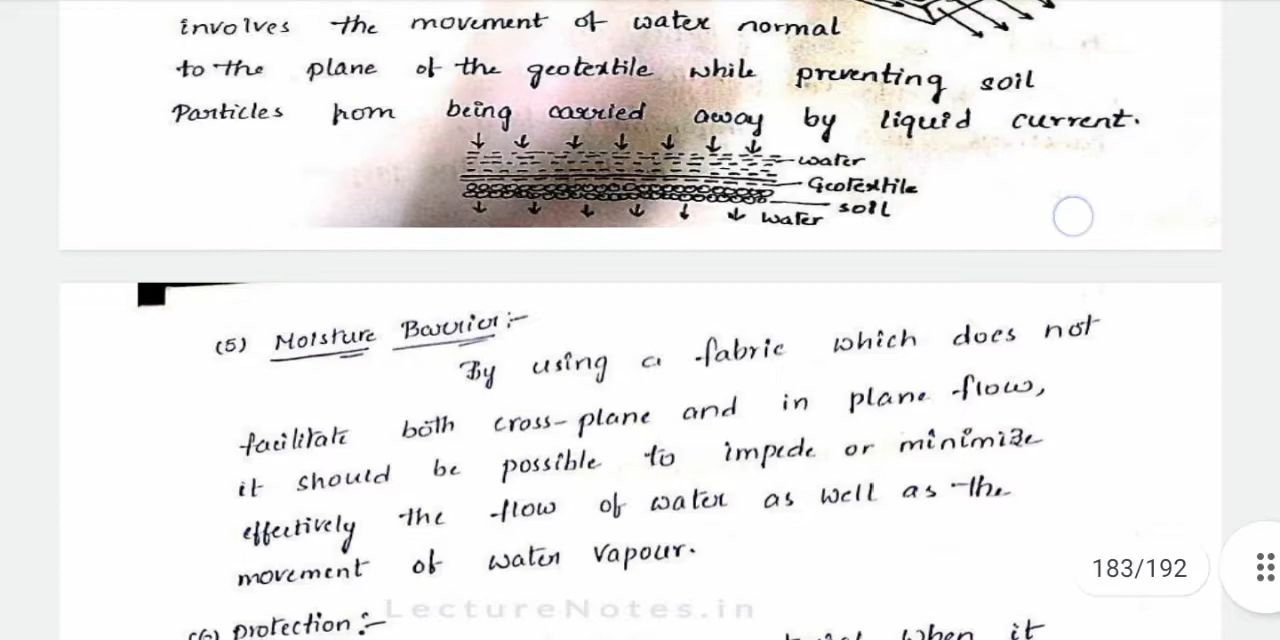 involves the movement of water normal
to the plane of the geotextile while preventing soil
Particles from being carried away by liquid current.
water
Geotextile
soil
water
(5) Moisture Barrier:-
By using a fabric which does not
facilitate both cross-plane and in plane flow,
it should be possible to impede or minimize
effectively the flow of water as well as the
movement of water vapour.
183/192
LectureNotes.in
(6) protection:-
when it